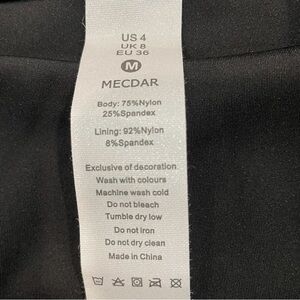 US 4
UK 8
EU 36
M
MECDAR
Body: 75%Nylon
25%Spandex
Lining: 92%Nylon
8%Spandex
Exclusive of decoration
Wash with colours
Machine wash cold
Do not bleach
Tumble dry low
Do not iron
Do not dry clean
Made in China